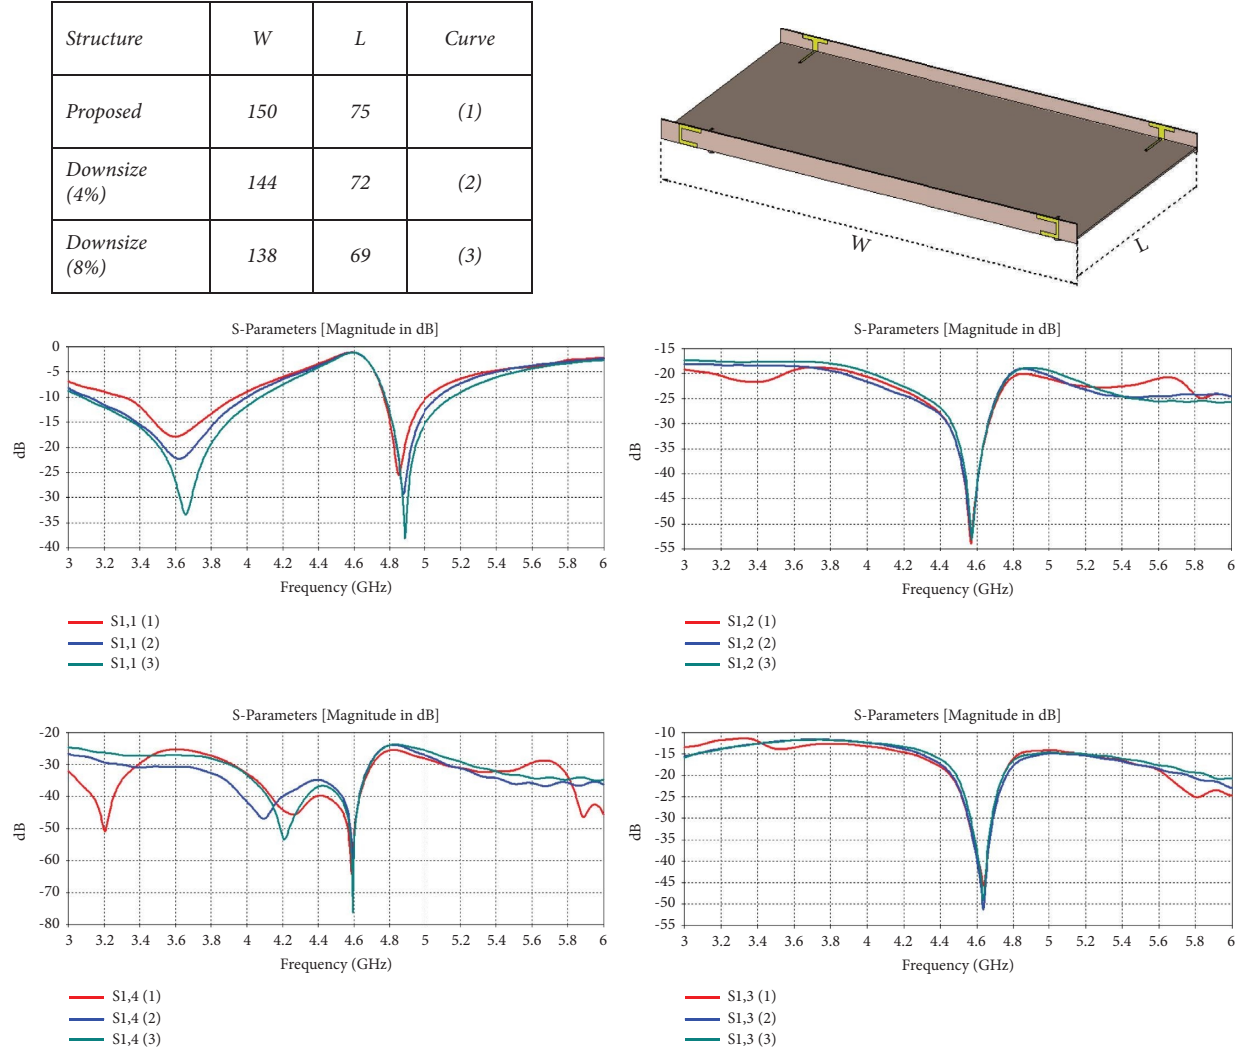 Structure W L Curve
Proposed 150 75 (1)
Downsize
(4%) 144 72 (2)
Downsize
(8%) 138 69 (3)
W
L
S-Parameters [Magnitude in dB]
0
-5
-10
-15
-20
-25
-30
-35
-40
dB
3 3.2 3.4 3.6 3.8 4 4.2 4.4 4.6 4.8 5 5.2 5.4 5.6 5.8 6
Frequency (GHz)
S1,1 (1)
S1,1 (2)
S1,1 (3)
S-Parameters [Magnitude in dB]
-15
-20
-25
-30
-35
-40
-45
-50
-55
dB
3 3.2 3.4 3.6 3.8 4 4.2 4.4 4.6 4.8 5 5.2 5.4 5.6 5.8 6
Frequency (GHz)
S1,2 (1)
S1,2 (2)
S1,2 (3)
S-Parameters [Magnitude in dB]
-20
-30
-40
-50
-60
-70
-80
dB
3 3.2 3.4 3.6 3.8 4 4.2 4.4 4.6 4.8 5 5.2 5.4 5.6 5.8 6
Frequency (GHz)
S1,4 (1)
S1,4 (2)
S1,4 (3)
S-Parameters [Magnitude in dB]
-10
-15
-20
-25
-30
-35
-40
-45
-50
-55
dB
3 3.2 3.4 3.6 3.8 4 4.2 4.4 4.6 4.8 5 5.2 5.4 5.6 5.8 6
Frequency (GHz)
S1,3 (1)
S1,3 (2)
S1,3 (3)